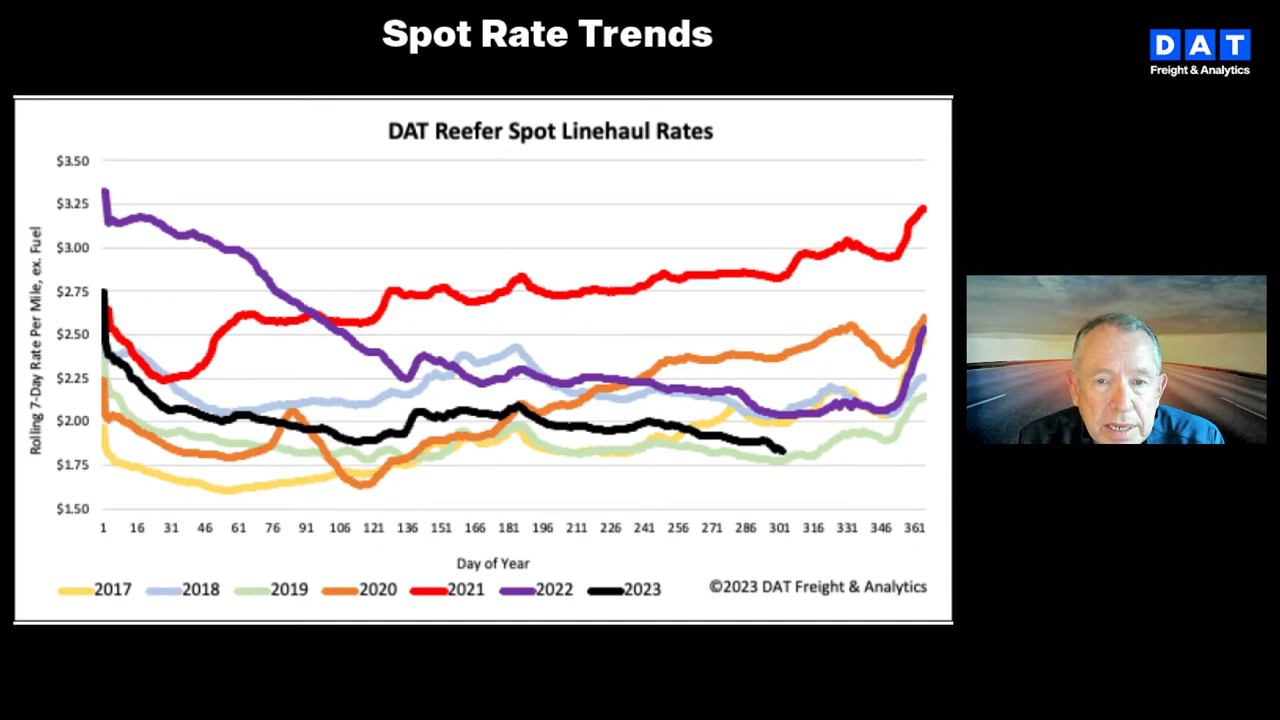 Spot Rate Trends
DAT
Freight & Analytics
DAT Reefer Spot Linehaul Rates
Rolling 7-Day Rate Per Mile, ex. Fuel
$3.50
$3.25
$3.00
$2.75
$2.50
$2.25
$2.00
$1.75
$1.50
1 16 31 46 61 76 91 106 121 136 151 166 181 196 211 226 241 256 271 286 301 316 331 346 361
Day of Year
2017 2018 2019 2020 2021 2022 2023 ©2023 DAT Freight & Analytics